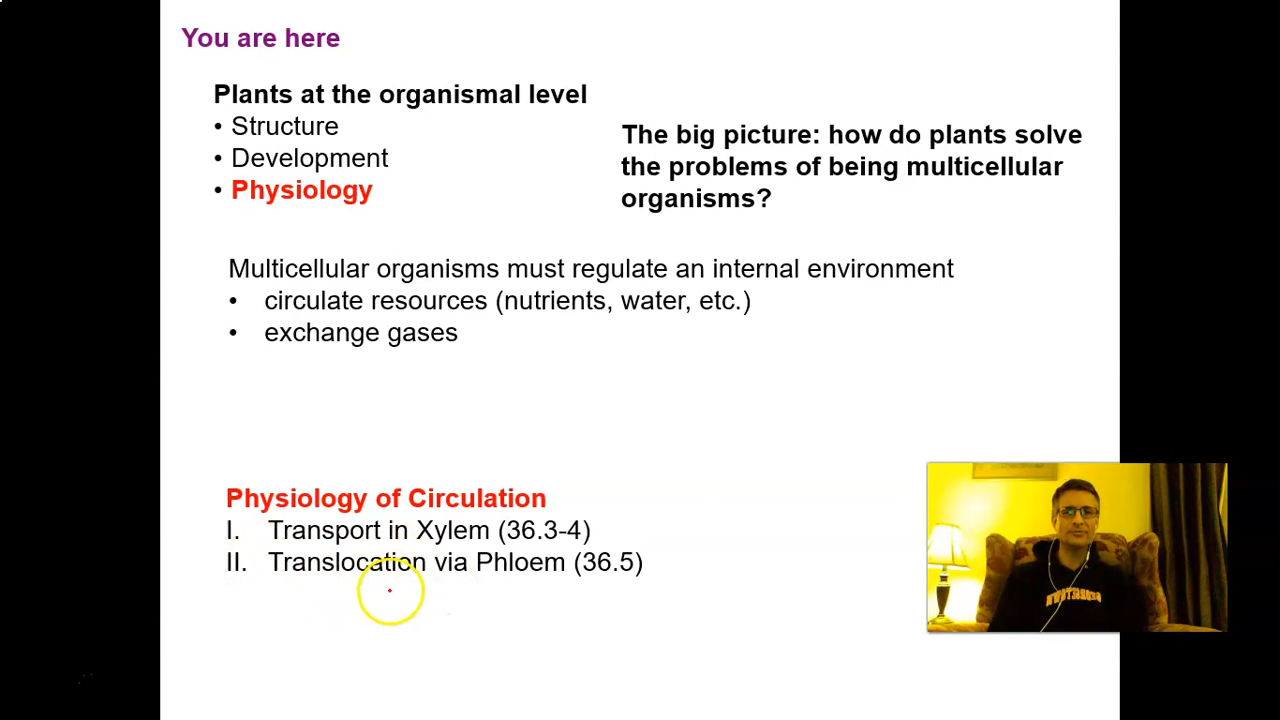 You are here
Plants at the organismal level
• Structure
• Development
• Physiology
The big picture: how do plants solve
the problems of being multicellular
organisms?
Multicellular organisms must regulate an internal environment
• circulate resources (nutrients, water, etc.)
• exchange gases
Physiology of Circulation
I. Transport in Xylem (36.3-4)
II. Translocation via Phloem (36.5)